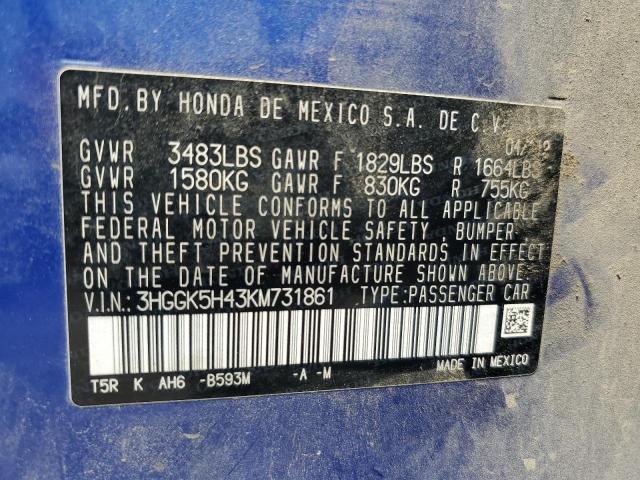 MFD. BY HONDA DE MEXICO S.A. DE C.V.
GVWR 3483LBS GAWR F 1829LBS R 1664LBS
GVWR 1580KG GAWR F 830KG R 755KG
THIS VEHICLE CONFORMS TO ALL APPLICABLE
FEDERAL MOTOR VEHICLE SAFETY, BUMPER
AND THEFT PREVENTION STANDARDS IN EFFECT
ON THE DATE OF MANUFACTURE SHOWN ABOVE.
V.I.N.: 3HGGK5H43KM731861 TYPE:PASSENGER CAR
T5R K AH6 -B593M -A -M
MADE IN MEXICO